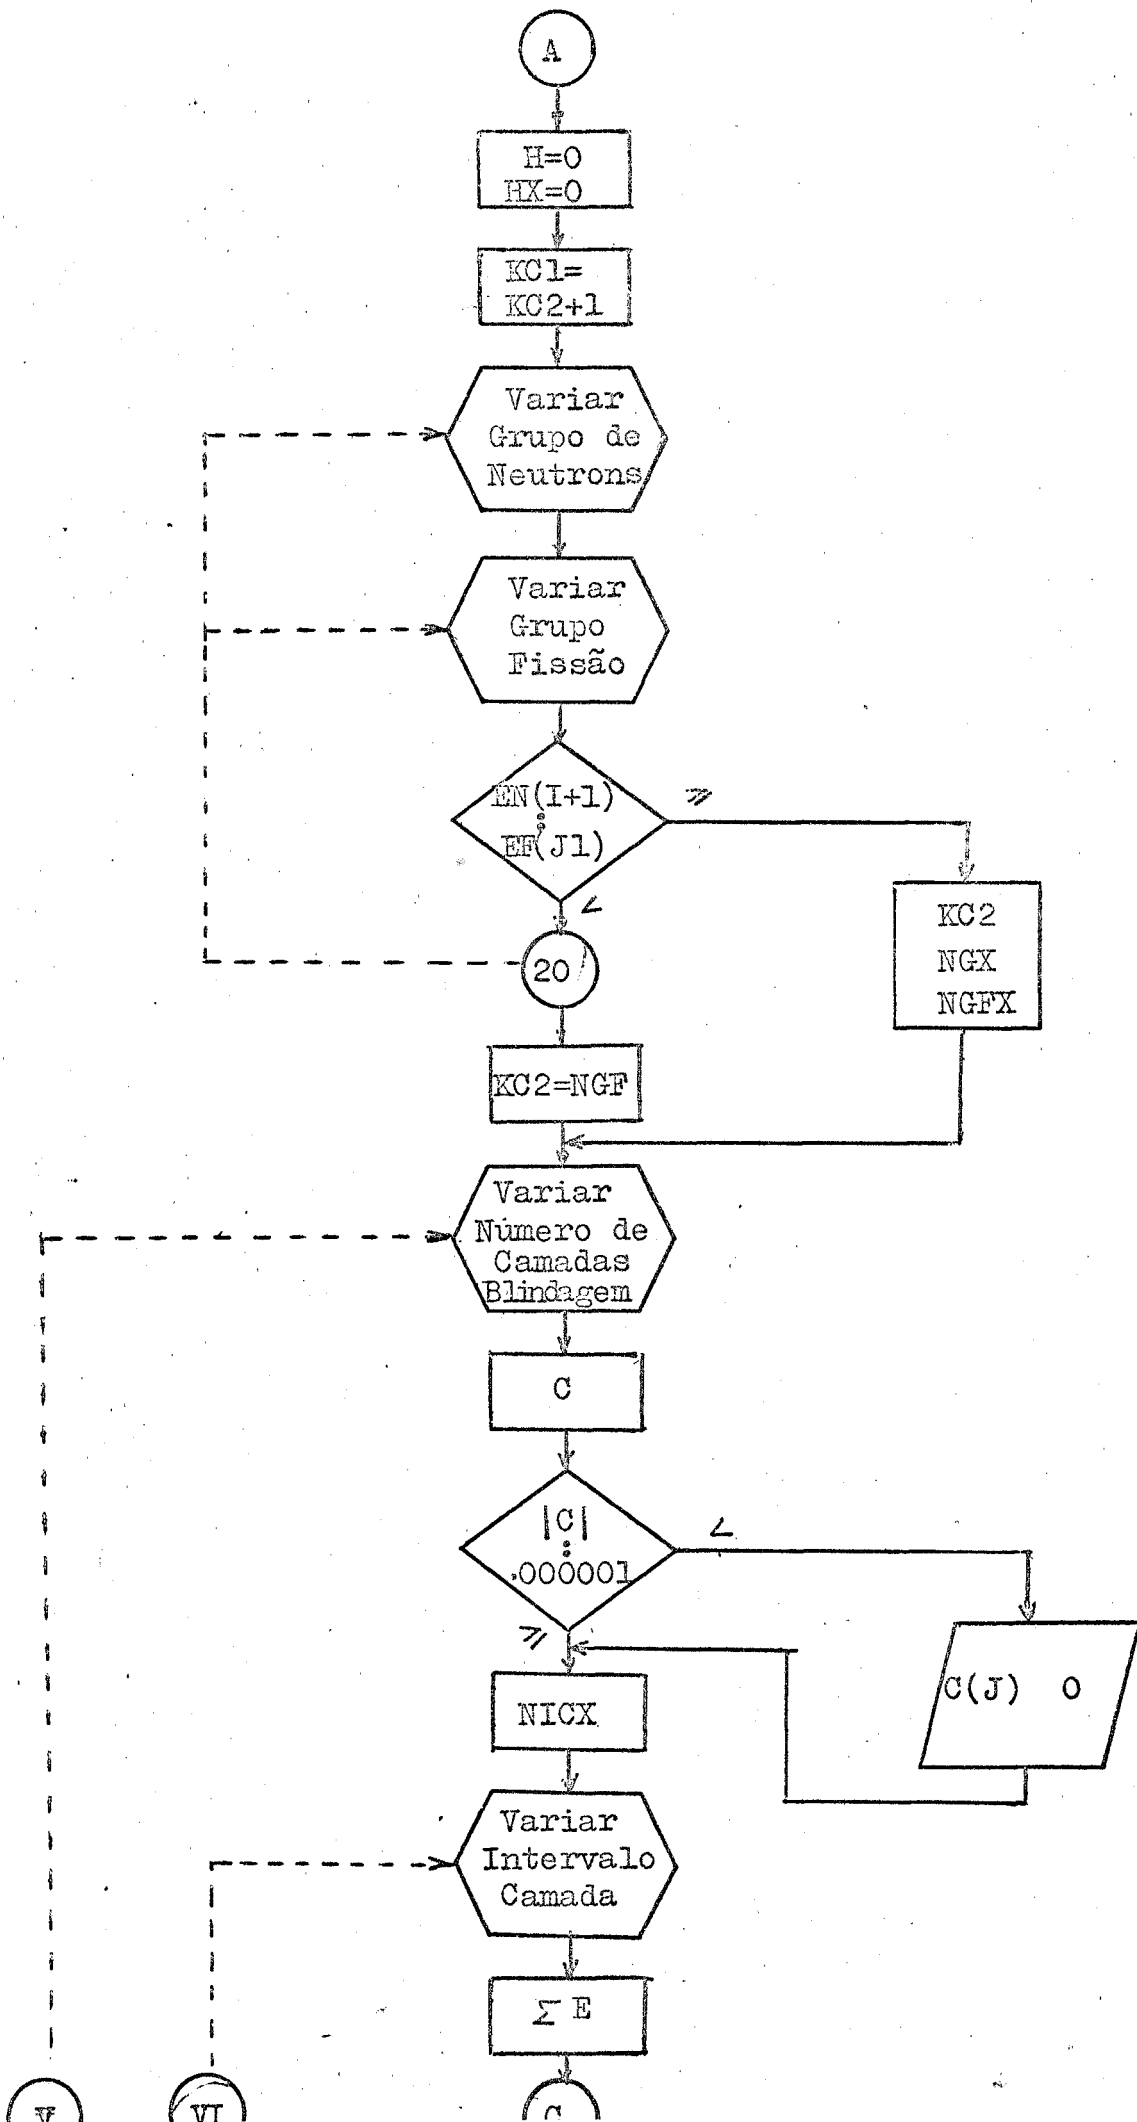 A
H=0
HX=0
KC1=
KC2+1
Variar
Grupo de
Neutrons
Variar
Grupo
Fissão
EN(I+1)
:
EF(J1)
≥
<
KC2
NGX
NGFX
20
KC2=NGF
Variar
Número de
Camadas
Blindagem
C
|C|
:
.000001
<
≥
C(J) 0
NICX
Variar
Intervalo
Camada
Σ E
V
VI
C